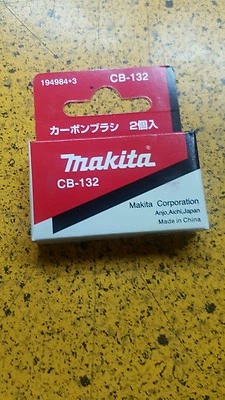 194984-3 CB-132
カーボンブラシ 2個入
makita
CB-132
Makita Corporation
Anjo,Aichi,Japan
Made in China